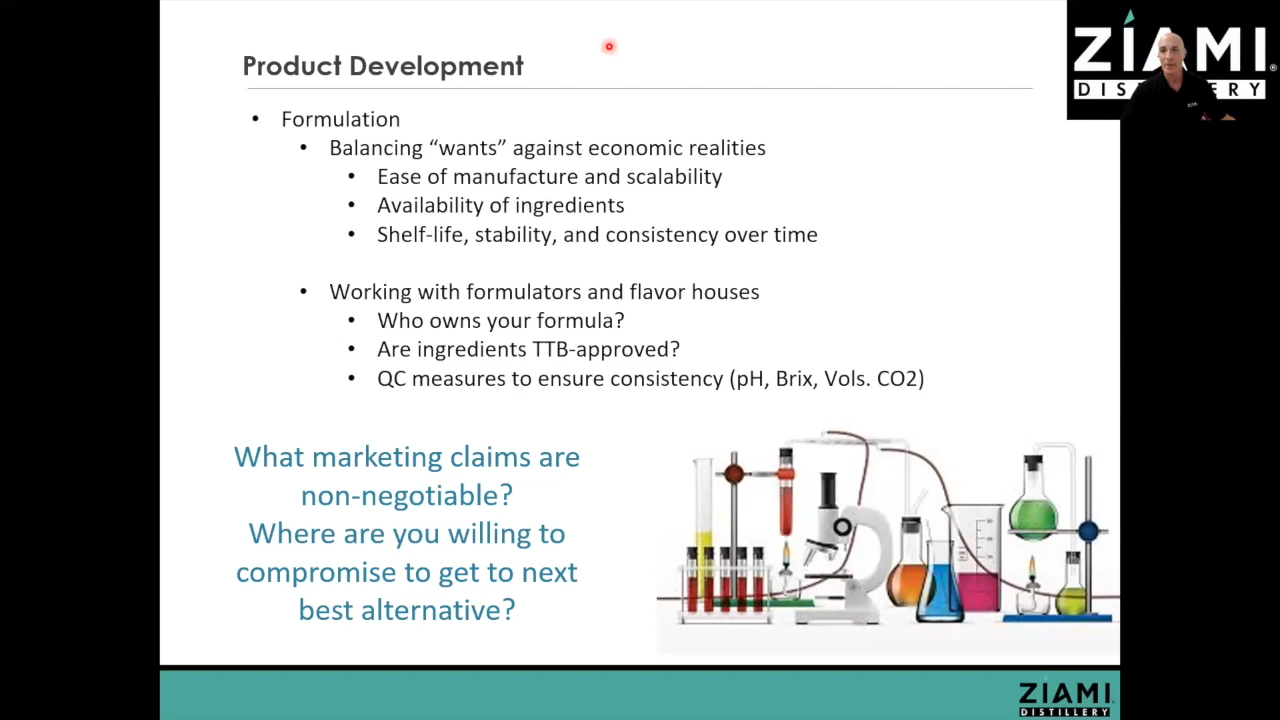 Product Development
• Formulation
• Balancing “wants” against economic realities
• Ease of manufacture and scalability
• Availability of ingredients
• Shelf-life, stability, and consistency over time
• Working with formulators and flavor houses
• Who owns your formula?
• Are ingredients TTB-approved?
• QC measures to ensure consistency (pH, Brix, Vols. CO2)
What marketing claims are
non-negotiable?
Where are you willing to
compromise to get to next
best alternative?
ZÍAMI®
ZÍAMI
DISTILLERY